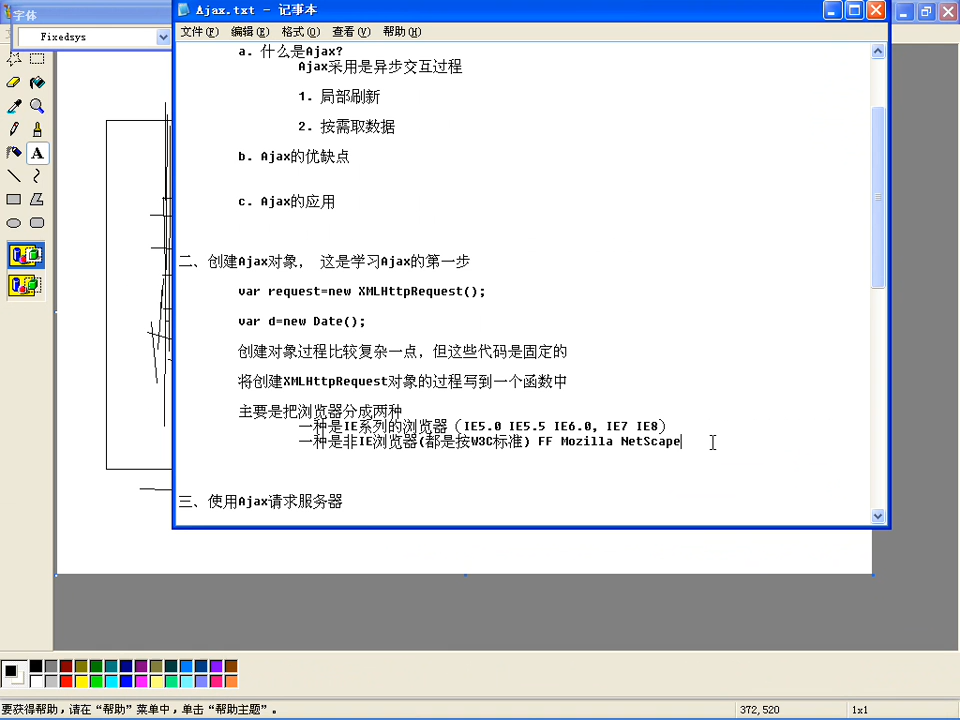 字体
Fixedsys
Ajax.txt - 记事本
文件(F) 编辑(E) 格式(O) 查看(V) 帮助(H)
a. 什么是Ajax?
Ajax采用是异步交互过程
1. 局部刷新
2. 按需取数据
b. Ajax的优缺点
c. Ajax的应用
二、创建Ajax对象, 这是学习Ajax的第一步
var request=new XMLHttpRequest();
var d=new Date();
创建对象过程比较复杂一点，但这些代码是固定的
将创建XMLHttpRequest对象的过程写到一个函数中
主要是把浏览器分成两种
一种是IE系列的浏览器（IE5.0 IE5.5 IE6.0, IE7 IE8）
一种是非IE浏览器(都是按W3C标准) FF Mozilla NetScape
三、使用Ajax请求服务器
A
要获得帮助，请在“帮助”菜单中，单击“帮助主题”。
372,520
1x1